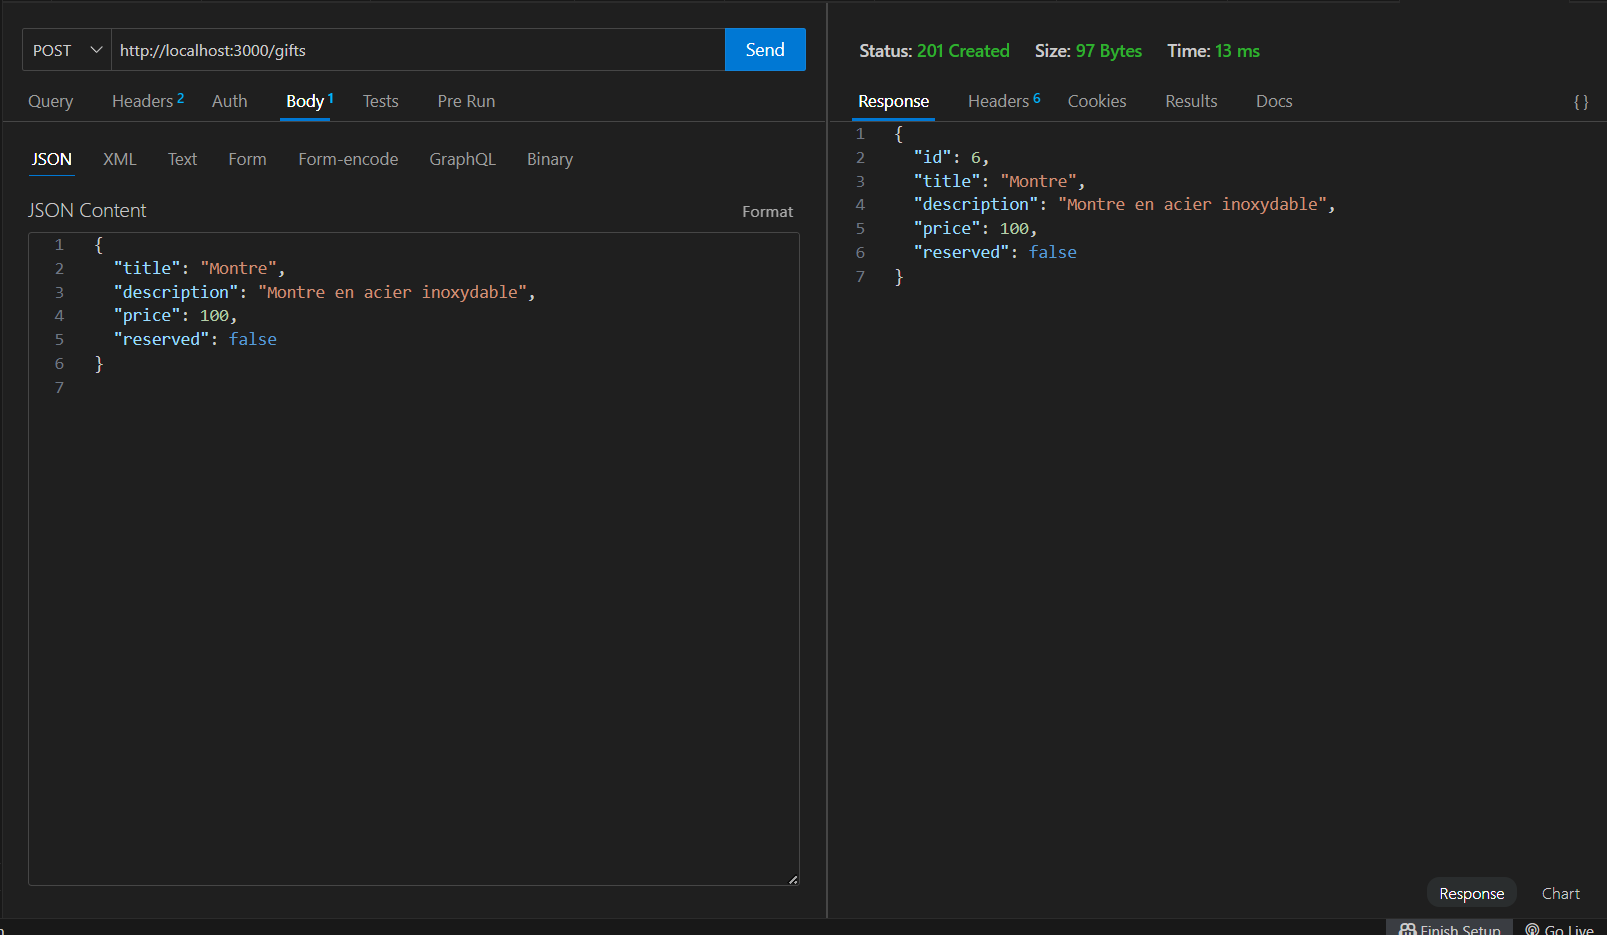 POST http://localhost:3000/gifts Send
Query Headers 2 Auth Body 1 Tests Pre Run
JSON XML Text Form Form-encode GraphQL Binary
JSON Content Format
1 {
2 "title": "Montre",
3 "description": "Montre en acier inoxydable",
4 "price": 100,
5 "reserved": false
6 }
7
Status: 201 Created Size: 97 Bytes Time: 13 ms
Response Headers 6 Cookies Results Docs {}
1 {
2 "id": 6,
3 "title": "Montre",
4 "description": "Montre en acier inoxydable",
5 "price": 100,
6 "reserved": false
7 }
Response Chart
Finish Setup Go Live